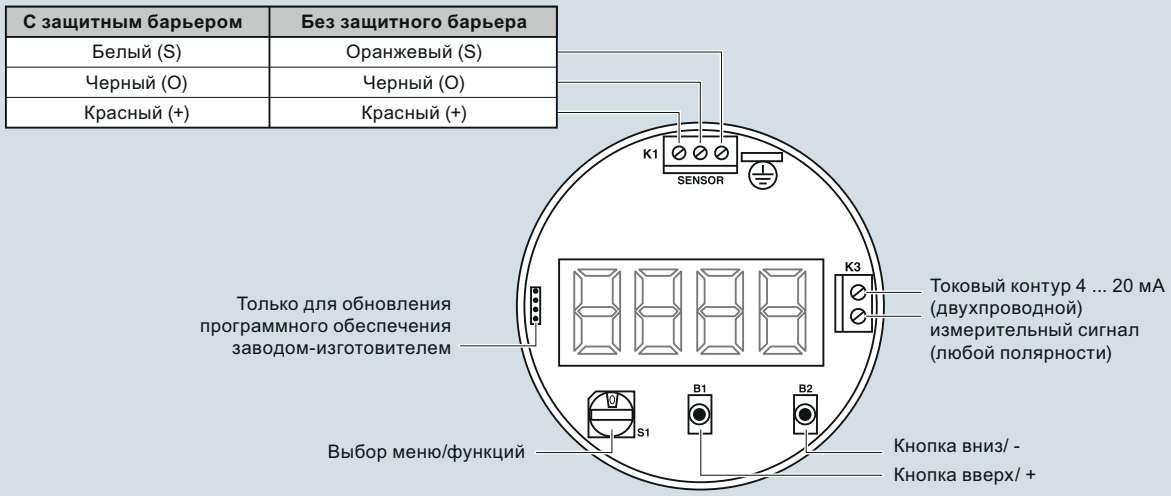 С защитным барьером Без защитного барьера
Белый (S) Оранжевый (S)
Черный (O) Черный (O)
Красный (+) Красный (+)
K1
SENSOR
K3
Токовый контур 4 ... 20 мА
(двухпроводной)
измерительный сигнал
(любой полярности)
Только для обновления
программного обеспечения
заводом-изготовителем
B1
B2
0
S1
Выбор меню/функций
Кнопка вниз/ -
Кнопка вверх/ +